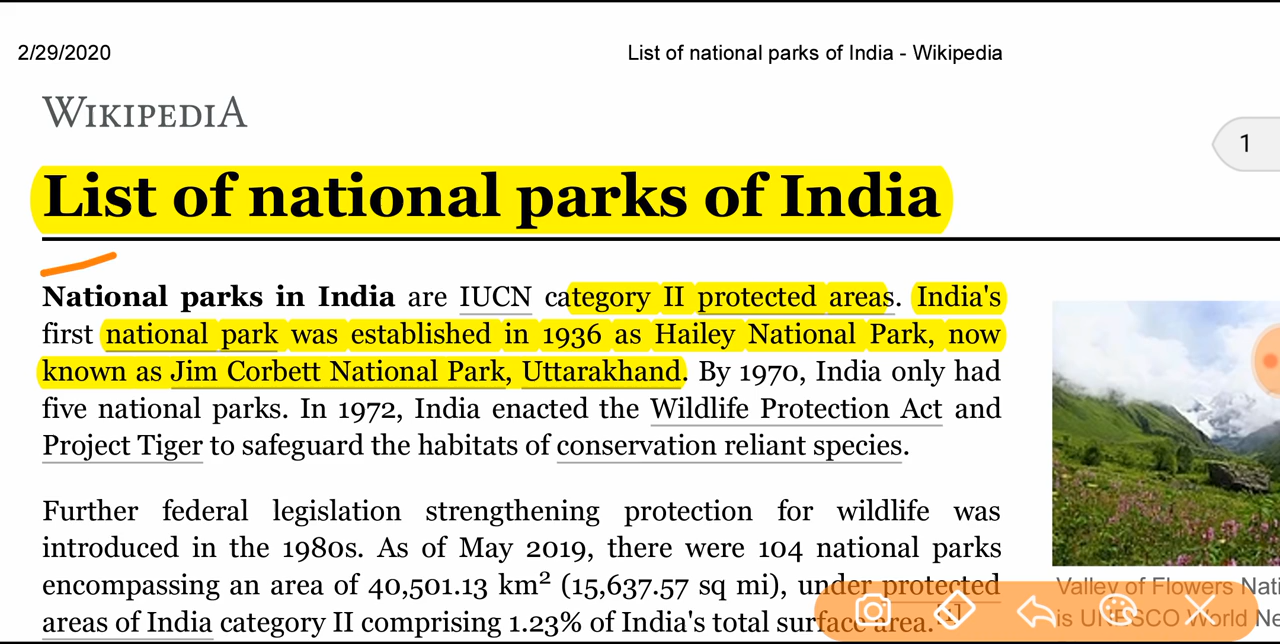 2/29/2020
List of national parks of India - Wikipedia
WIKIPEDIA
1
List of national parks of India
National parks in India are IUCN category II protected areas. India's
first national park was established in 1936 as Hailey National Park, now
known as Jim Corbett National Park, Uttarakhand. By 1970, India only had
five national parks. In 1972, India enacted the Wildlife Protection Act and
Project Tiger to safeguard the habitats of conservation reliant species.
Further federal legislation strengthening protection for wildlife was
introduced in the 1980s. As of May 2019, there were 104 national parks
encompassing an area of 40,501.13 km² (15,637.57 sq mi), under protected
areas of India category II comprising 1.23% of India's total surface area.
Valley of Flowers Nati
is UNESCO World Ne